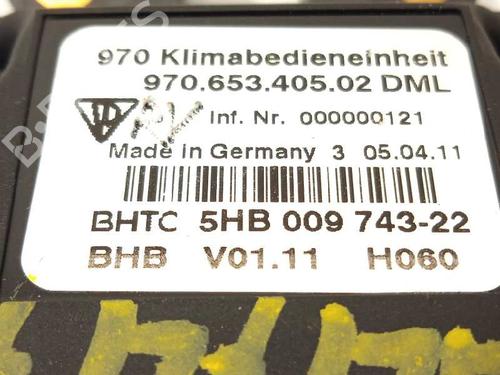 970 Klimabedieneinheit
970.653.405.02 DML
Inf. Nr. 000000121
Made in Germany 3 05.04.11
BHTC 5HB 009 743-22
BHB V01.11 H060